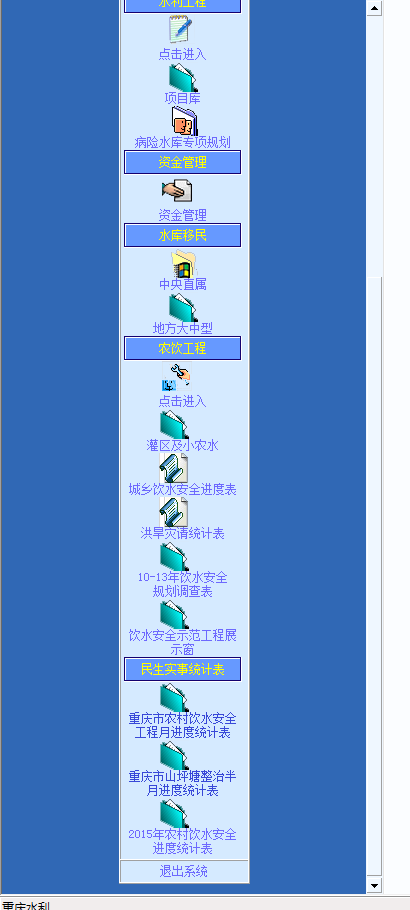 水利工程
点击进入
项目库
病险水库专项规划
资金管理
资金管理
水库移民
中央直属
地方大中型
农饮工程
点击进入
灌区及小农水
城乡饮水安全进度表
洪旱灾请统计表
10-13年饮水安全
规划调查表
饮水安全示范工程展
示窗
民生实事统计表
重庆市农村饮水安全
工程月进度统计表
重庆市山坪塘整治半
月进度统计表
2015年农村饮水安全
进度统计表
退出系统
重庆水利